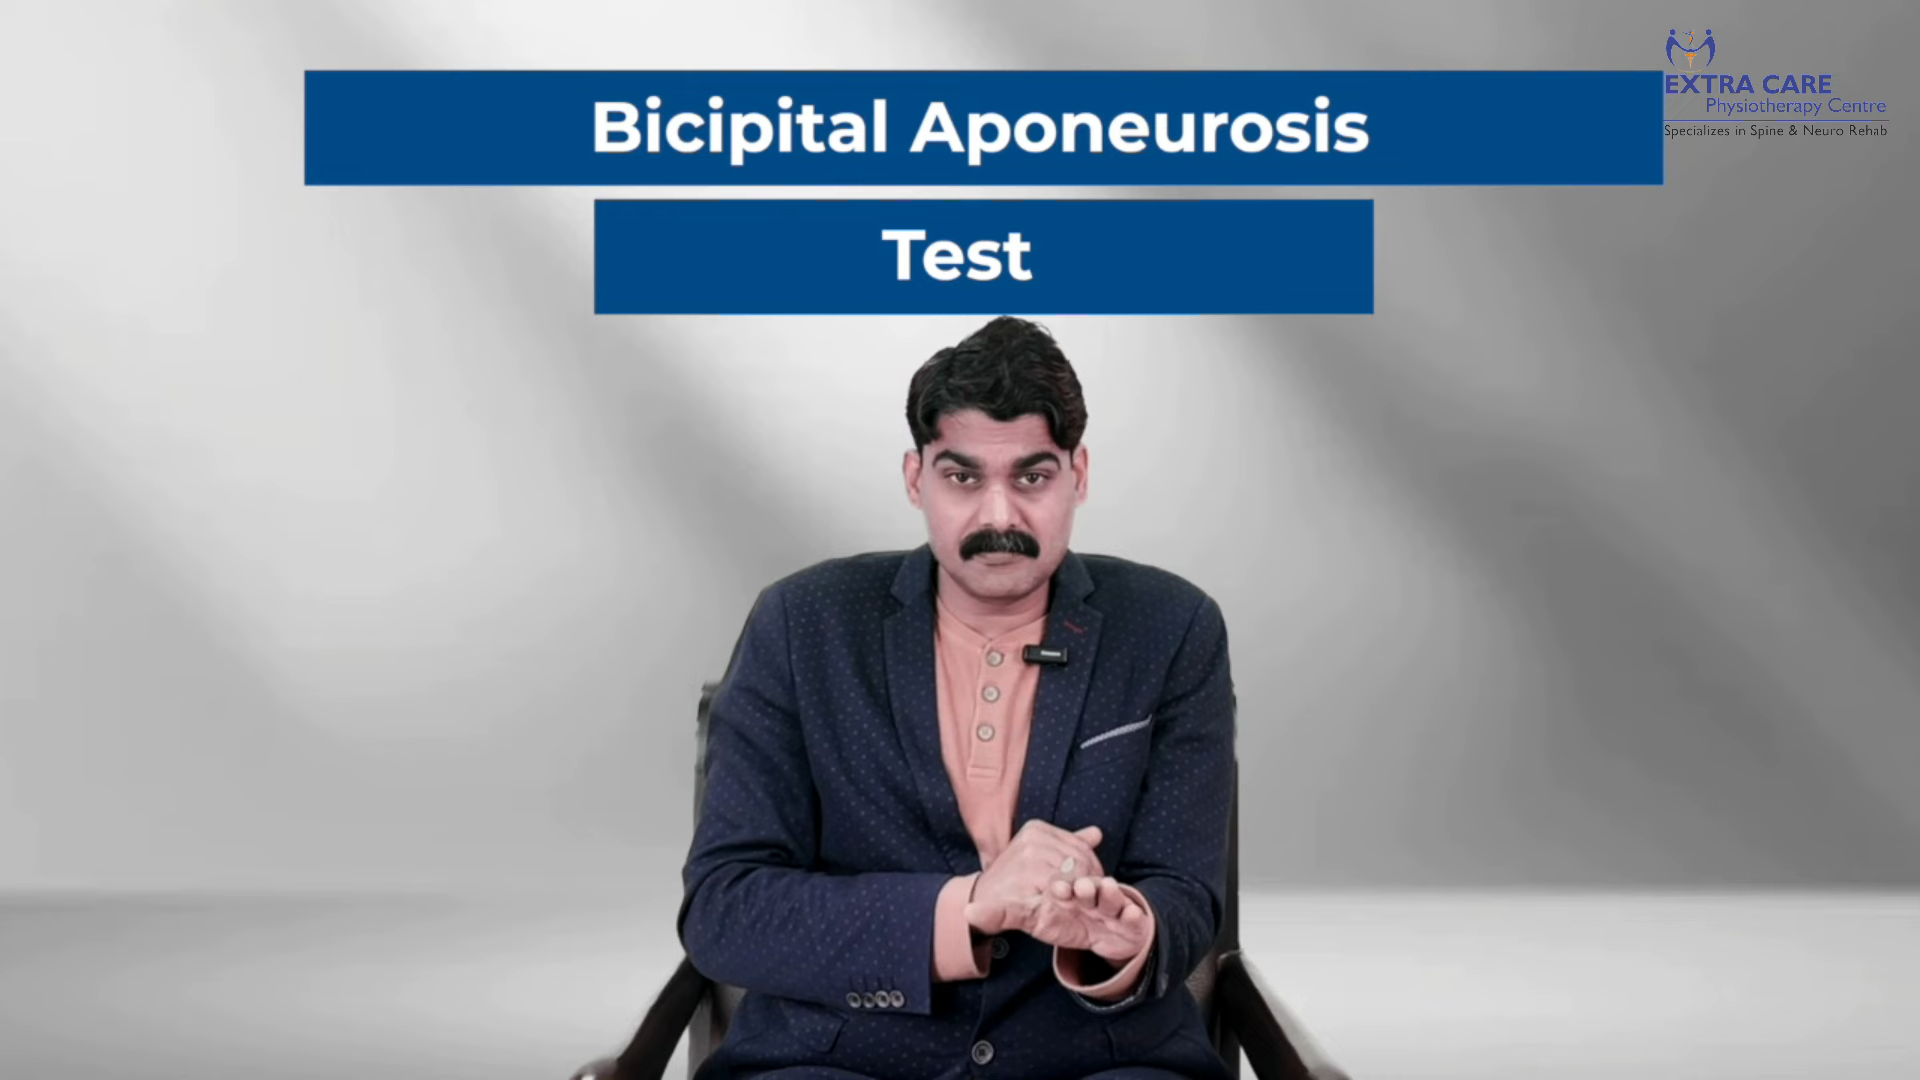 Bicipital Aponeurosis
Test
EXTRA CARE
Physiotherapy Centre
Specializes in Spine & Neuro Rehab